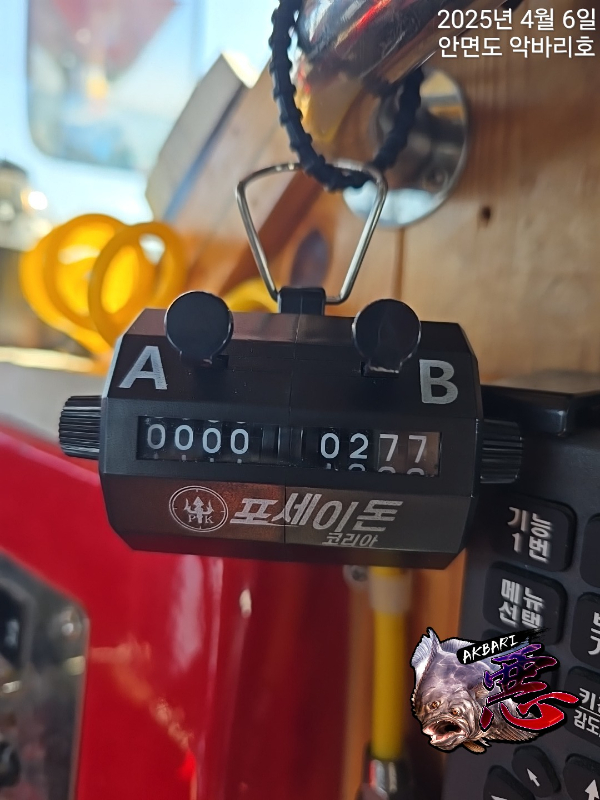 2025년 4월 6일
안면도 악바리호
A
B
0000
0277
PK
포세이돈
코리아
기능
1번
메뉴
선택
AKBARI
悪